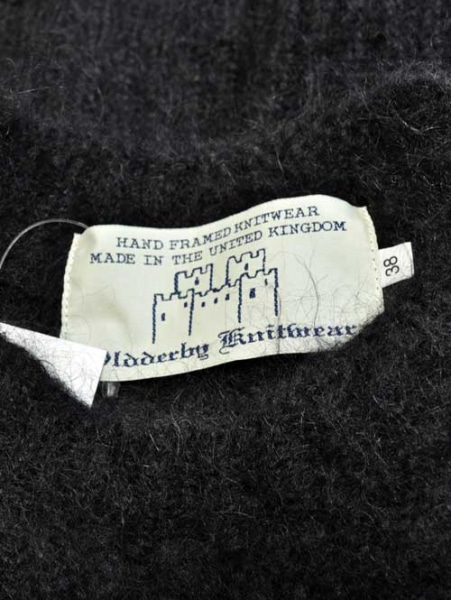 HAND FRAMED KNITWEAR
MADE IN THE UNITED KINGDOM
Oldderby Knitwear
38